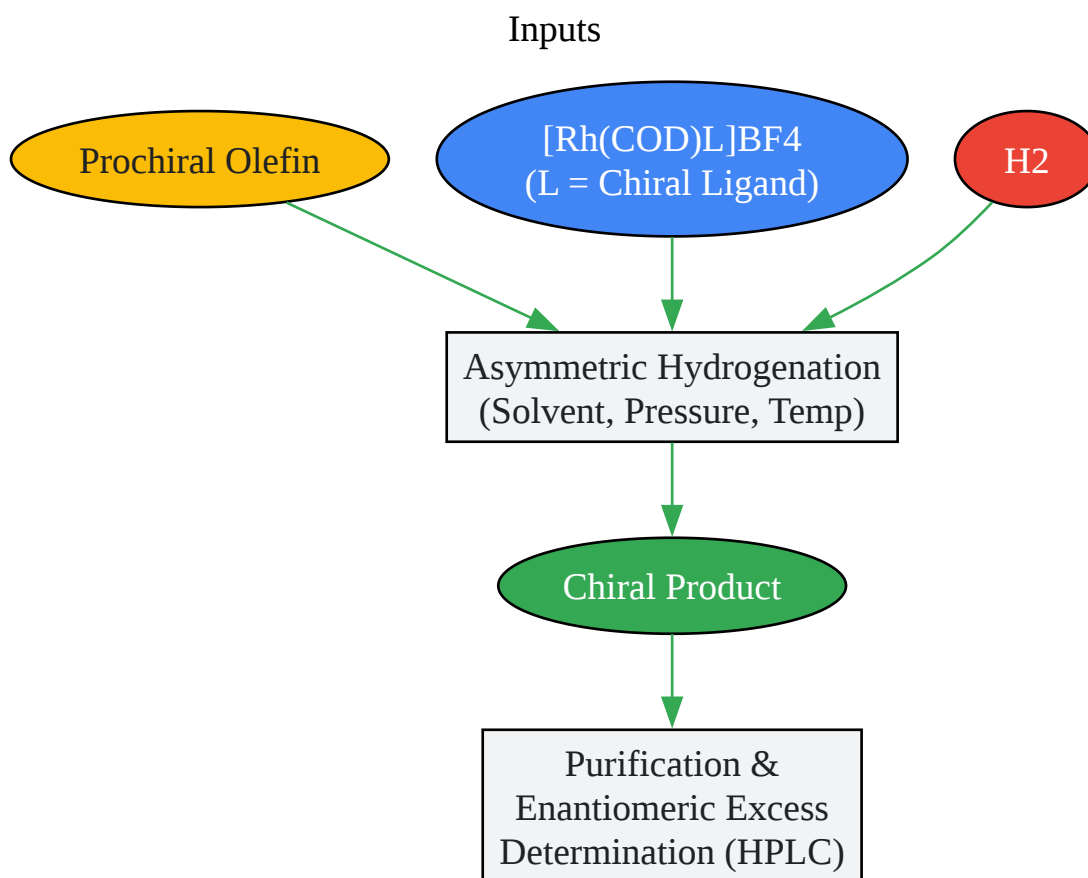 Inputs
Prochiral Olefin
[Rh(COD)L]BF4
(L = Chiral Ligand)
H2
Asymmetric Hydrogenation
(Solvent, Pressure, Temp)
Chiral Product
Purification &
Enantiomeric Excess
Determination (HPLC)